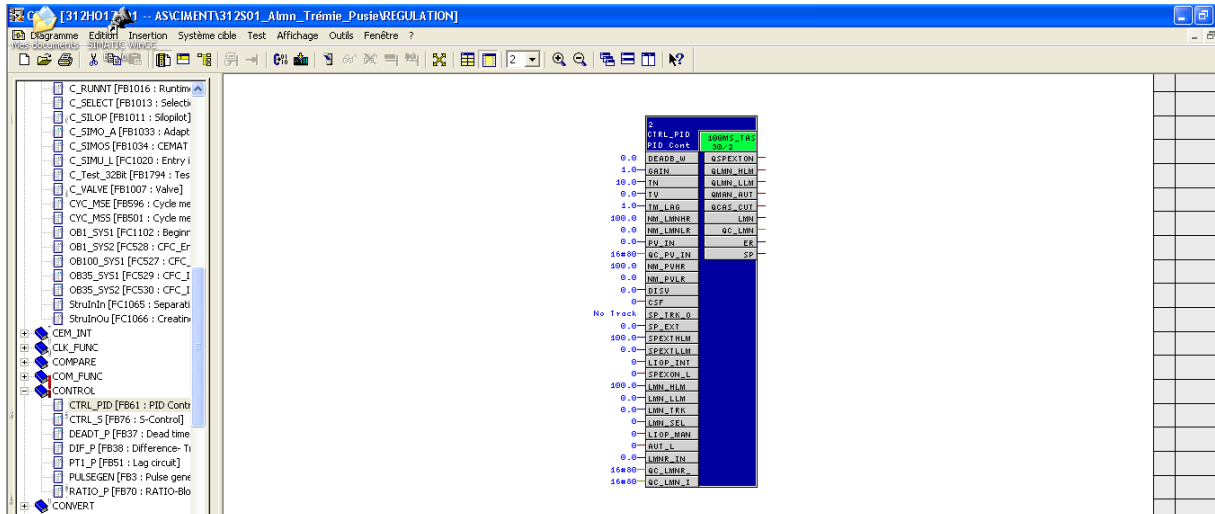 [312HO1 1 -- AS\CIMENT\312S01_Almn_Trémie_Pusie\REGULATION]
Diagramme Edition Insertion Système cible Test Affichage Outils Fenêtre ?
Mes documents SIMATIC WinCC
2
C_RUNNT [FB1016 : Runtim
C_SELECT [FB1013 : Selecti
C_SILOP [FB1011 : Silopilot]
C_SIMO_A [FB1033 : Adapt
C_SIMOS [FB1034 : CEMAT
C_SIMU_L [FC1020 : Entry i
C_Test_32Bit [FB1794 : Tes
C_VALVE [FB1007 : Valve]
CYC_MSE [FB596 : Cycle me
CYC_MSS [FB501 : Cycle me
OB1_SYS1 [FC1102 : Beginr
OB1_SYS2 [FC528 : CFC_Er
OB100_SYS1 [FC527 : CFC_
OB35_SYS1 [FC529 : CFC_I
OB35_SYS2 [FC530 : CFC_I
StruInIn [FC1065 : Separati
StruInOu [FC1066 : Creatin
CEM_INT
CLK_FUNC
COMPARE
COM_FUNC
CONTROL
CTRL_PID [FB61 : PID Contr
CTRL_S [FB76 : S-Control]
DEADT_P [FB37 : Dead time
DIF_P [FB38 : Difference- Tr
PT1_P [FB51 : Lag circuit]
PULSEGEN [FB3 : Pulse gene
RATIO_P [FB70 : RATIO-Blo
CONVERT
2
CTRL_PID 100MS_TAS
PID Cont 30/2
0.0 DEADB_W QSPEXTON
1.0 GAIN QLMN_HLM
10.0 TN QLMN_LLM
0.0 TV QMAN_AUT
1.0 TM_LAG QCAS_CUT
100.0 NM_LMNHR LMN
0.0 NM_LMNLR QC_LMN
0.0 PV_IN ER
16#80 QC_PV_IN SP
100.0 NM_PVHR
0.0 NM_PVLR
0.0 DISV
0 CSF
No Track SP_TRK_O
0.0 SP_EXT
100.0 SPEXTHLM
0.0 SPEXTLLM
0 LIOP_INT
0 SPEXON_L
100.0 LMN_HLM
0.0 LMN_LLM
0.0 LMN_TRK
0 LMN_SEL
0 LIOP_MAN
0 AUT_L
0.0 LMNR_IN
16#80 QC_LMNR_
16#80 QC_LMN_I